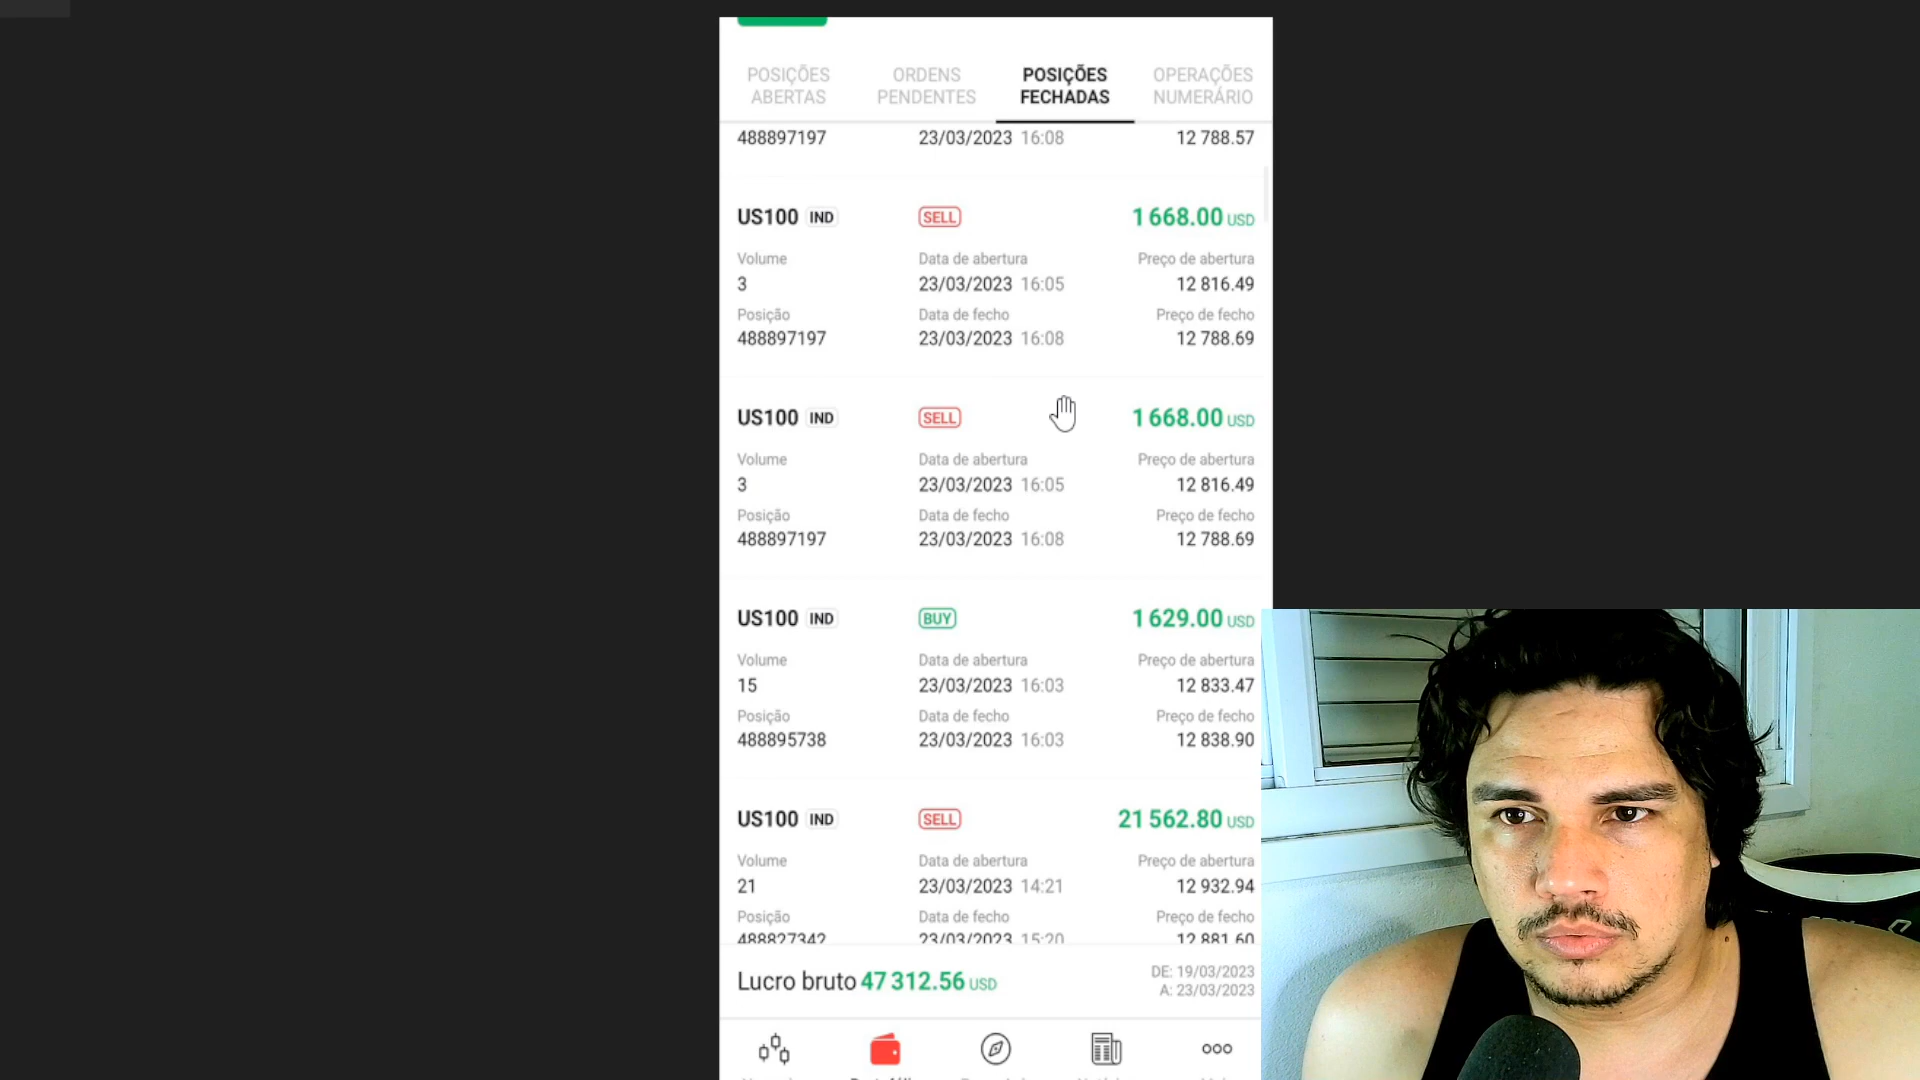 POSIÇÕES ABERTAS
ORDENS PENDENTES
POSIÇÕES FECHADAS
OPERAÇÕES NUMERÁRIO
488897197 23/03/2023 16:08 12 788.57
US100 IND SELL 1 668.00 USD
Volume Data de abertura Preço de abertura
3 23/03/2023 16:05 12 816.49
Posição Data de fecho Preço de fecho
488897197 23/03/2023 16:08 12 788.69
US100 IND SELL 1 668.00 USD
Volume Data de abertura Preço de abertura
3 23/03/2023 16:05 12 816.49
Posição Data de fecho Preço de fecho
488897197 23/03/2023 16:08 12 788.69
US100 IND BUY 1 629.00 USD
Volume Data de abertura Preço de abertura
15 23/03/2023 16:03 12 833.47
Posição Data de fecho Preço de fecho
488895738 23/03/2023 16:03 12 838.90
US100 IND SELL 21 562.80 USD
Volume Data de abertura Preço de abertura
21 23/03/2023 14:21 12 932.94
Posição Data de fecho Preço de fecho
488827342 23/03/2023 15:20 12 881.60
Lucro bruto 47 312.56 USD
DE: 19/03/2023
A: 23/03/2023